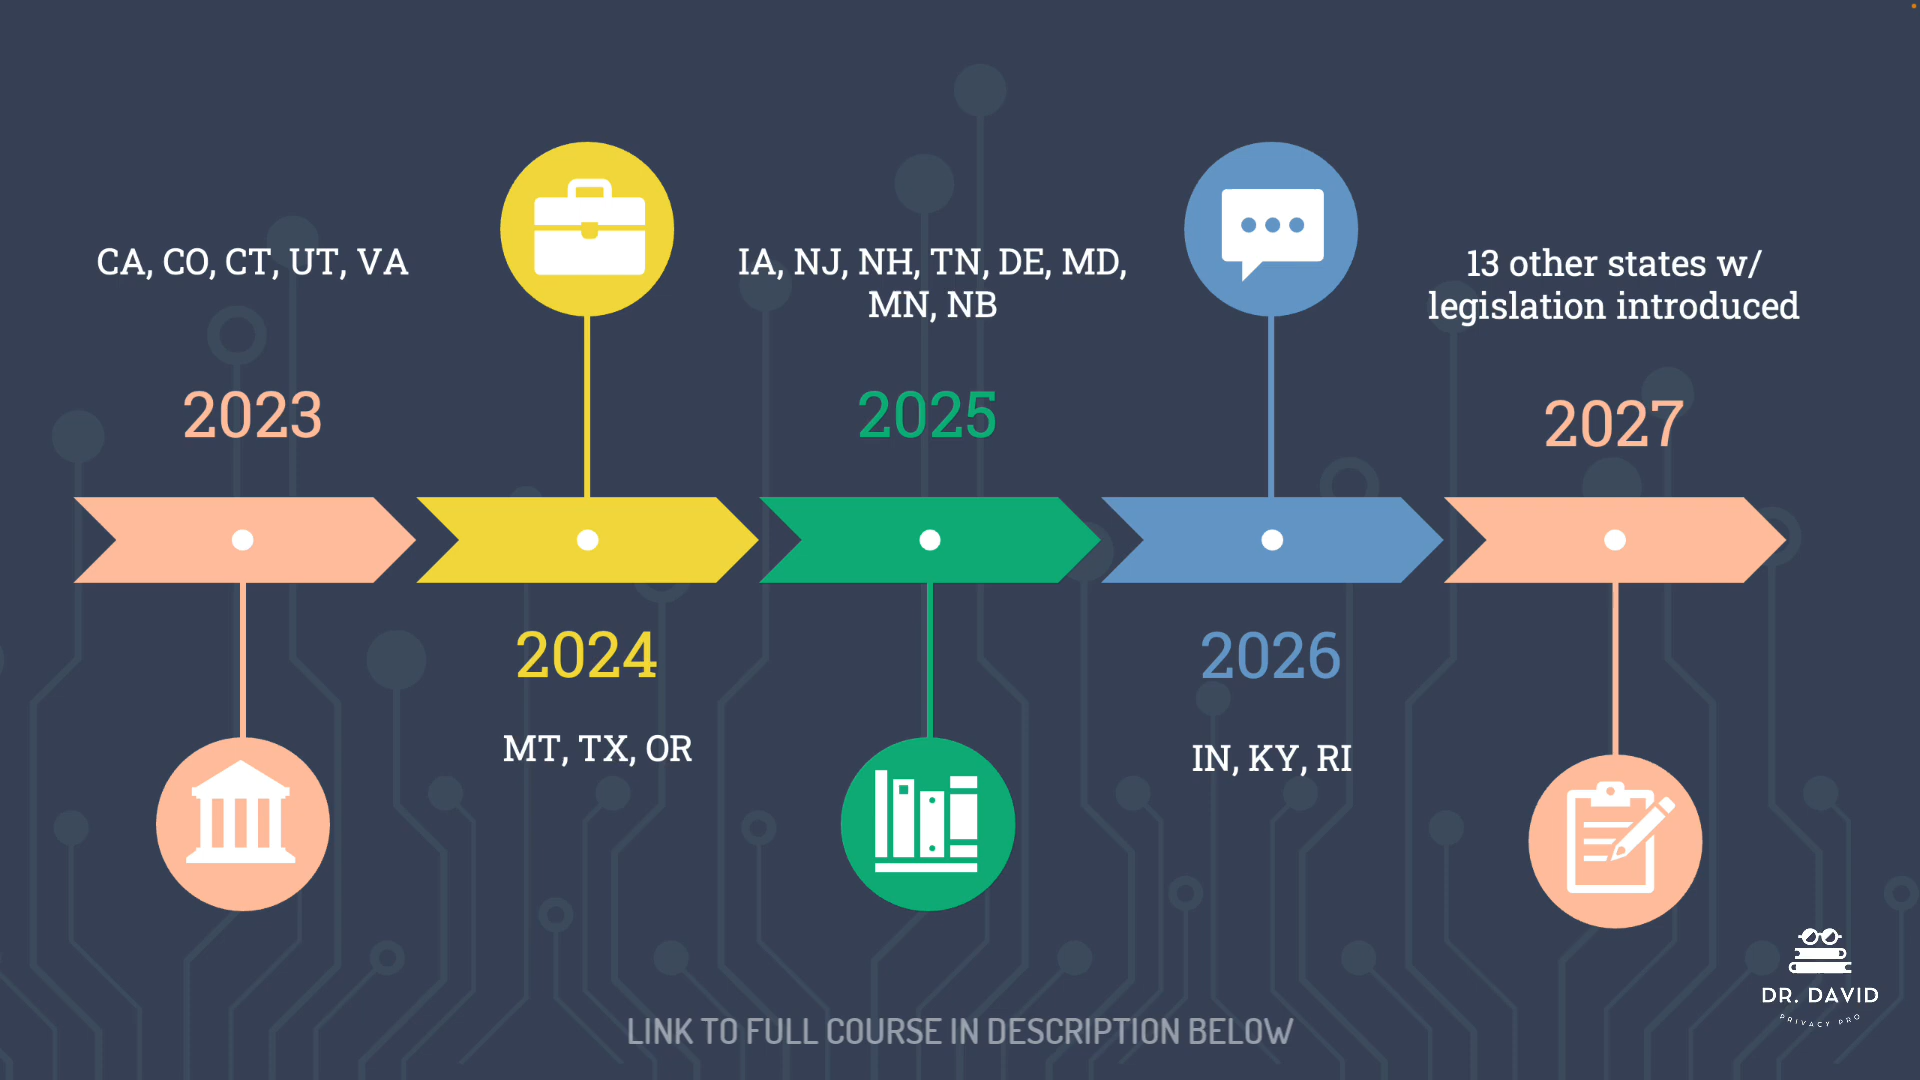 CA, CO, CT, UT, VA
2023
2024
MT, TX, OR
IA, NJ, NH, TN, DE, MD,
MN, NB
2025
2026
IN, KY, RI
13 other states w/
legislation introduced
2027
DR. DAVID
PRIVACY PRO
LINK TO FULL COURSE IN DESCRIPTION BELOW